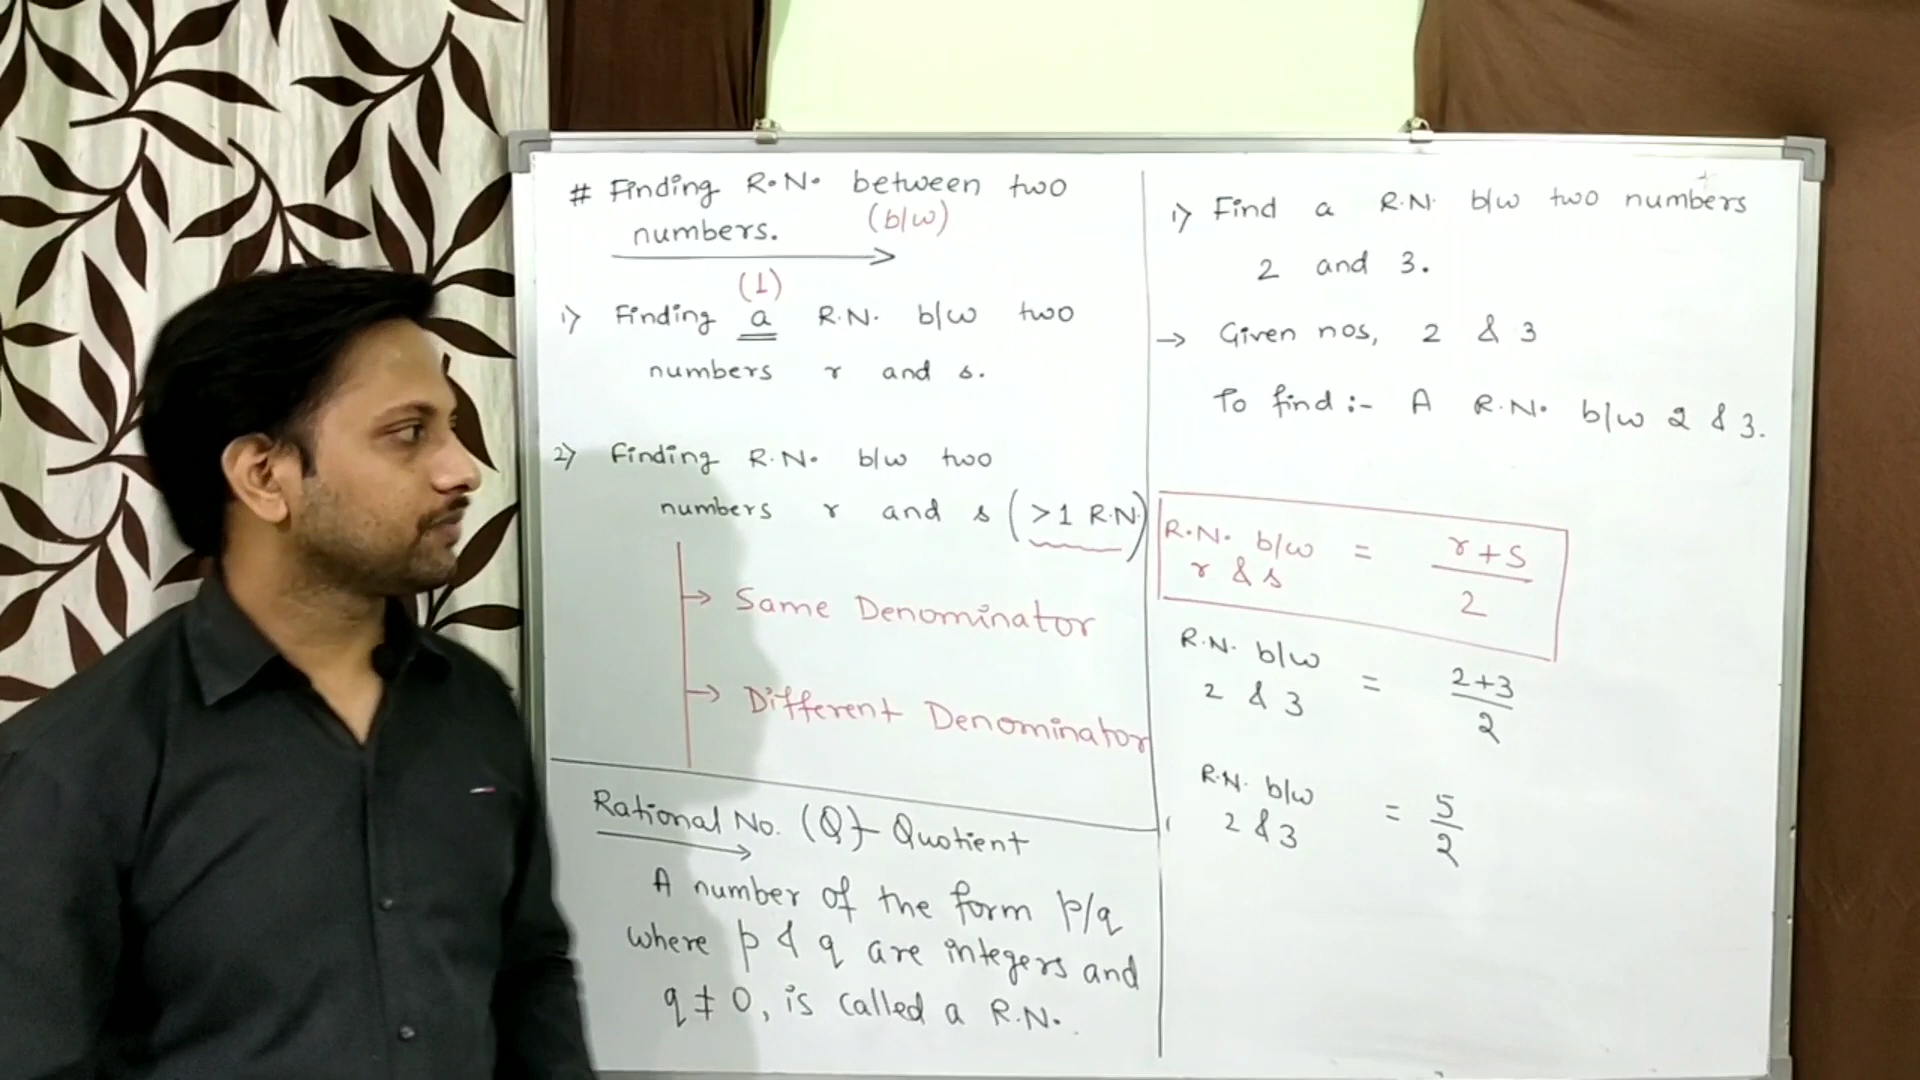 # Finding R.N. between two
(b/w)
numbers.
(1)
1) Finding a R.N. b/w two
numbers r and s.
2) Finding R.N. b/w two
numbers r and s (>1 R.N.)
→ Same Denominator
→ Different Denominator
Rational No. (Q)- Quotient
A number of the form p/q
where p & q are integers and
q ≠ 0, is called a R.N.
1) Find a R.N. b/w two numbers
2 and 3.
→ Given nos, 2 & 3
To find :- A R.N. b/w 2 & 3.
R.N. b/w r & s = r+s/2
R.N. b/w 2 & 3 = 2+3/2
R.N. b/w 2 & 3 = 5/2